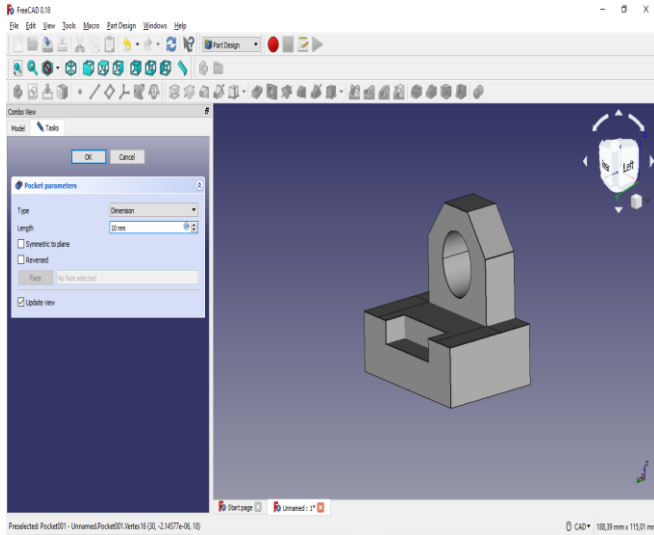 FreeCAD 0.18
File Edit View Tools Macro Part Design Windows Help
Part Design
Combo View
Model Tasks
OK Cancel
Pocket parameters
Type Dimension
Length 10 mm
Symmetric to plane
Reversed
Face No face selected
Update view
Left
Start page Unnamed : 1*
Preselected: Pocket001 - Unnamed.Pocket001.Vertex16 (30, -2.14577e-06, 10) CAD 188,39 mm x 115,01 mm